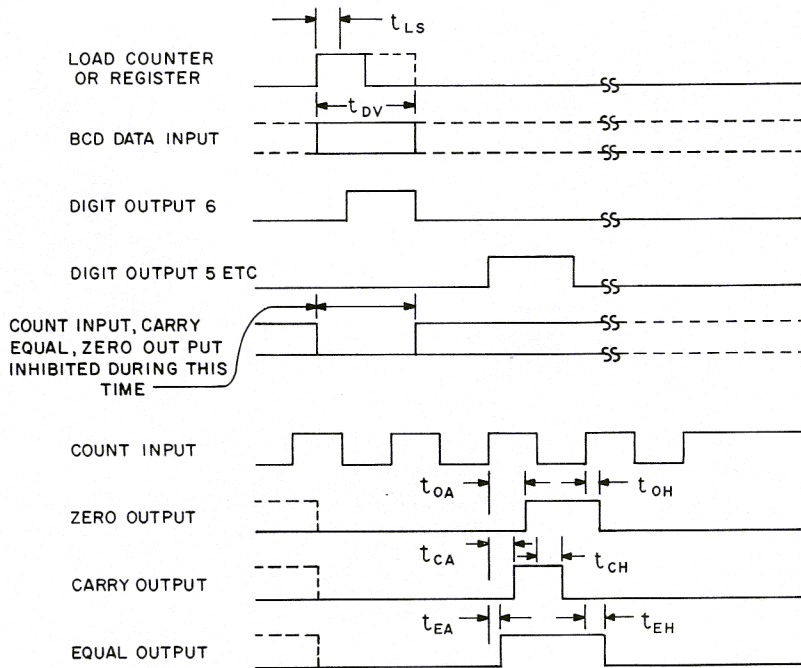 t_LS
LOAD COUNTER
OR REGISTER
t_DV
BCD DATA INPUT
DIGIT OUTPUT 6
DIGIT OUTPUT 5 ETC
COUNT INPUT, CARRY
EQUAL, ZERO OUT PUT
INHIBITED DURING THIS
TIME
COUNT INPUT
t_OA
t_OH
ZERO OUTPUT
t_CA
t_CH
CARRY OUTPUT
t_EA
t_EH
EQUAL OUTPUT